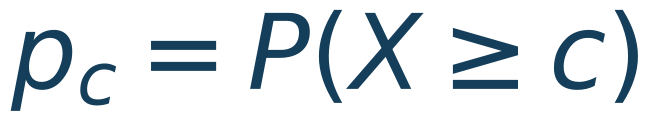 p_c = P(X ≥ c)